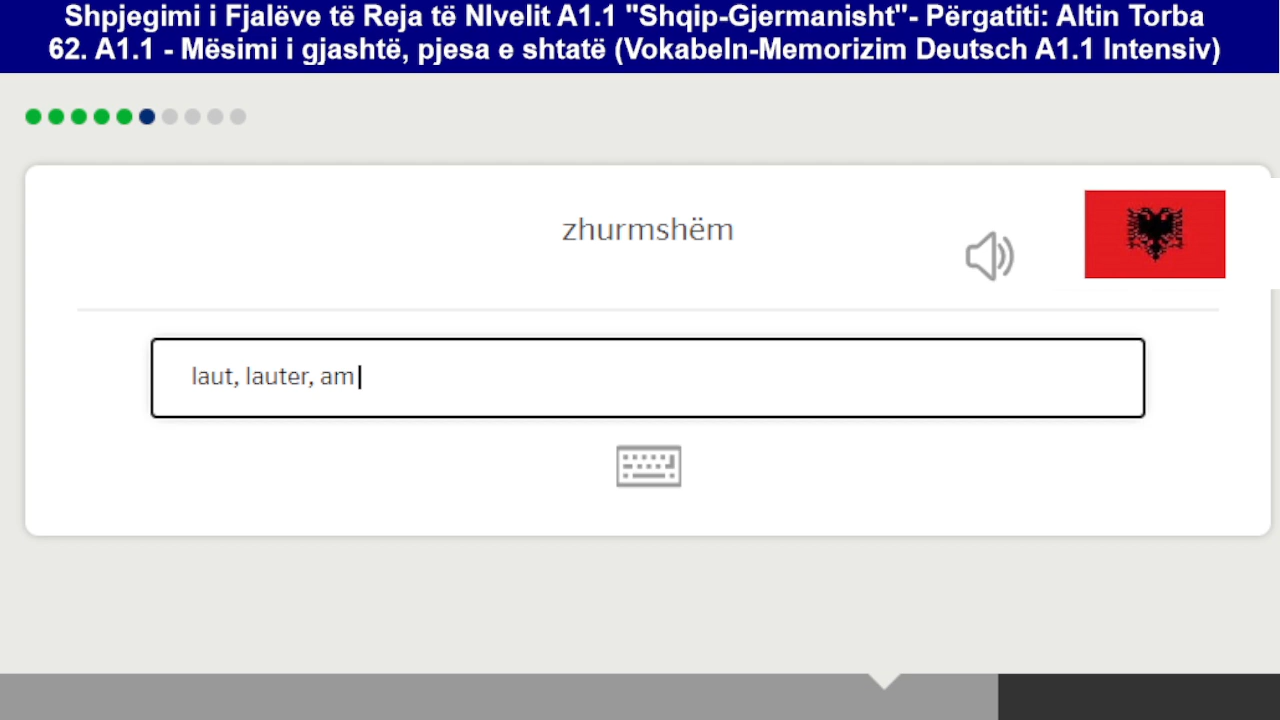 Shpjegimi i Fjalëve të Reja të NIvelit A1.1 "Shqip-Gjermanisht"- Përgatiti: Altin Torba
62. A1.1 - Mësimi i gjashtë, pjesa e shtatë (Vokabeln-Memorizim Deutsch A1.1 Intensiv)
zhurmshëm
laut, lauter, am